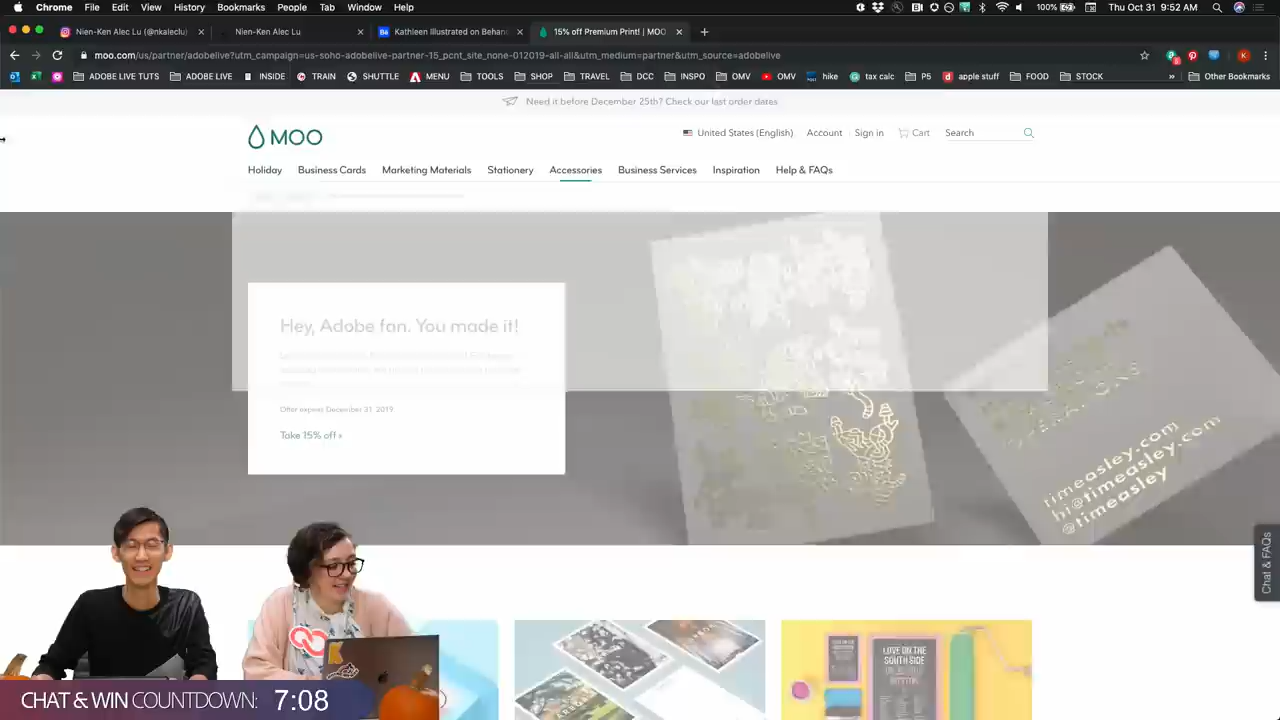 Chrome File Edit View History Bookmarks People Tab Window Help 100% Thu Oct 31 9:52 AM
Nien-Ken Alec Lu (@nkaleclu) Nien-Ken Alec Lu Kathleen Illustrated on Behan 15% off Premium Print! | MOO
moo.com/us/partner/adobelive?utm_campaign=us-soho-adobelive-partner-15_pcnt_site_none-012019-all-all&utm_medium=partner&utm_source=adobelive
ADOBE LIVE TUTS ADOBE LIVE INSIDE TRAIN SHUTTLE MENU TOOLS SHOP TRAVEL DCC INSPO OMV OMV hike tax calc P5 apple stuff FOOD STOCK » Other Bookmarks
Need it before December 25th? Check our last order dates
MOO
United States (English) Account Sign in Cart Search
Holiday Business Cards Marketing Materials Stationery Accessories Business Services Inspiration Help & FAQs
Hey, Adobe fan. You made it!
Offer expires December 31, 2019
Take 15% off »
timeasley.com
hi@timeasley.com
@timeasley
Chat & FAQs
LOVE ON THE
SOUTH SIDE
CHAT & WIN COUNTDOWN: 7:08